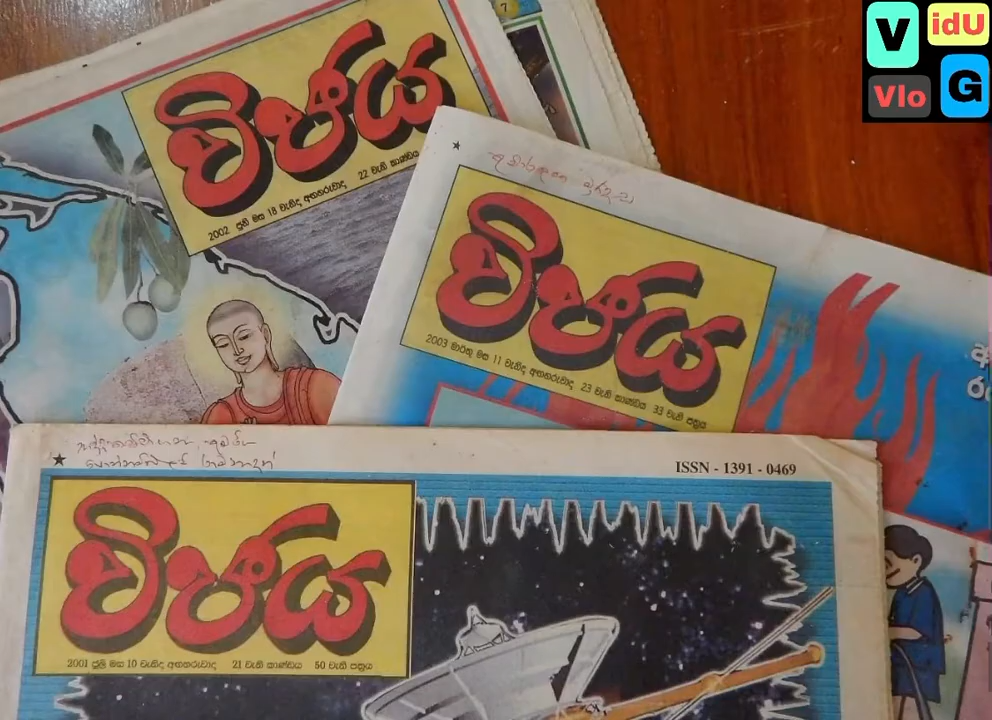 විජය
2002 ජූනි මස 18 වැනිදා අඟහරුවාදා 22 වැනි කාණ්ඩය
V idU
Vlo G
විජය
2003 මාර්තු මස 11 වැනිදා අඟහරුවාදා 23 වැනි කාණ්ඩය 33 වැනි පත්‍රය
ISSN - 1391 - 0469
විජය
2001 ජූලි මස 10 වැනිදා අඟහරුවාදා 21 වැනි කාණ්ඩය 50 වැනි පත්‍රය